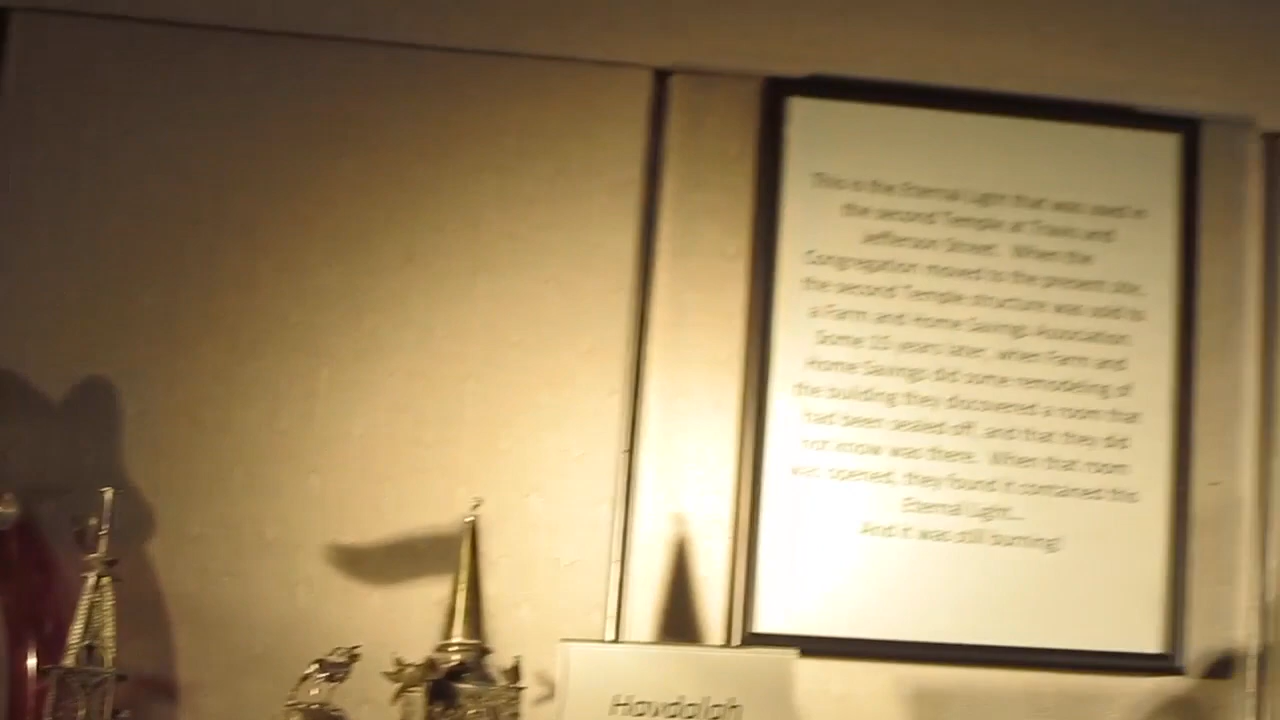 This is the Eternal Light that was used in
the second Temple at Travis and
Jefferson Street. When the
Congregation moved to the present site,
the second Temple structure was sold to
a Farm and Home Savings Association.
Some 15 years later, when Farm and
Home Savings did some remodeling of
the building they discovered a room that
had been sealed off, and that they did
not know was there. When that room
was opened, they found it contained this
Eternal Light...
And it was still burning!
Havdalah